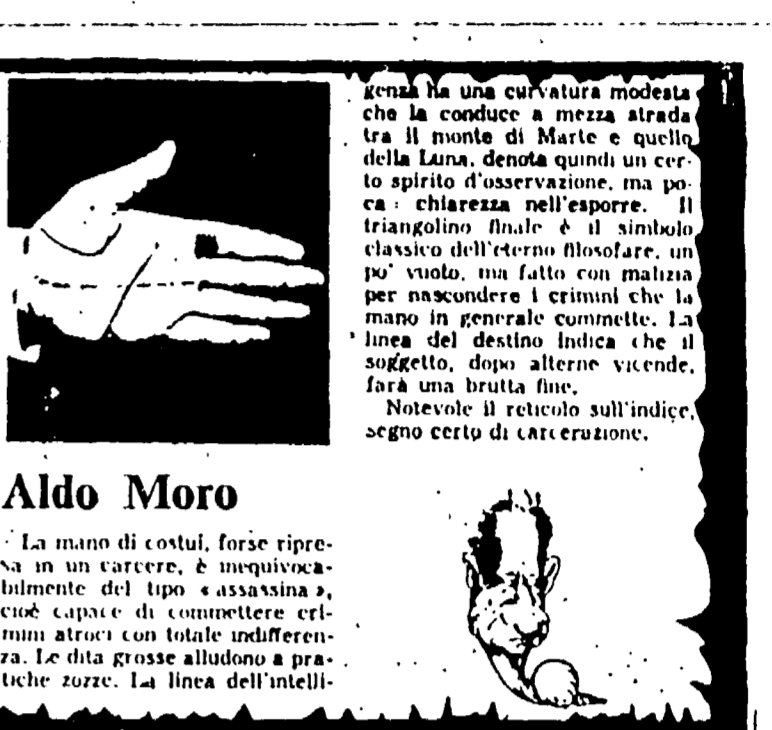 Aldo Moro
La mano di costui, forse ripre-
sa in un carcere, è inequivoca-
bilmente del tipo «assassina»,
cioè capace di commettere cri-
mini atroci con totale indifferen-
za. Le dita grosse alludono a pra-
tiche zozze. La linea dell'intelli-
genza ha una curvatura modesta
che la conduce a mezza strada
tra il monte di Marte e quello
della Luna, denota quindi un cer-
to spirito d'osservazione, ma po-
ca chiarezza nell'esporre. Il
triangolino finale è il simbolo
classico dell'eterno filosofare, un
po' vuoto, ma fatto con malizia
per nascondere i crimini che la
mano in generale commette. La
linea del destino indica che il
soggetto, dopo alterne vicende,
farà una brutta fine.
Notevole il reticolo sull'indice,
segno certo di carcerazione.